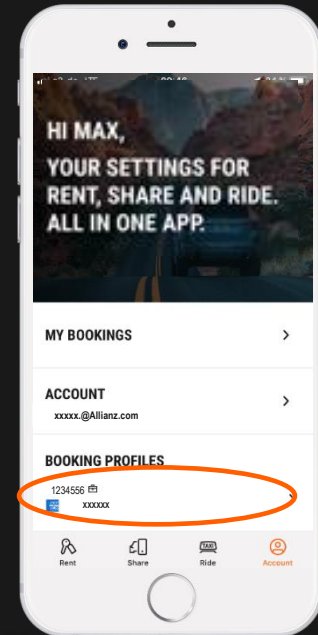 HI MAX,
YOUR SETTINGS FOR
RENT, SHARE AND RIDE.
ALL IN ONE APP.
MY BOOKINGS
ACCOUNT
xxxxx.@Allianz.com
BOOKING PROFILES
1234556
xxxxxx
TAXI
Rent Share Ride Account